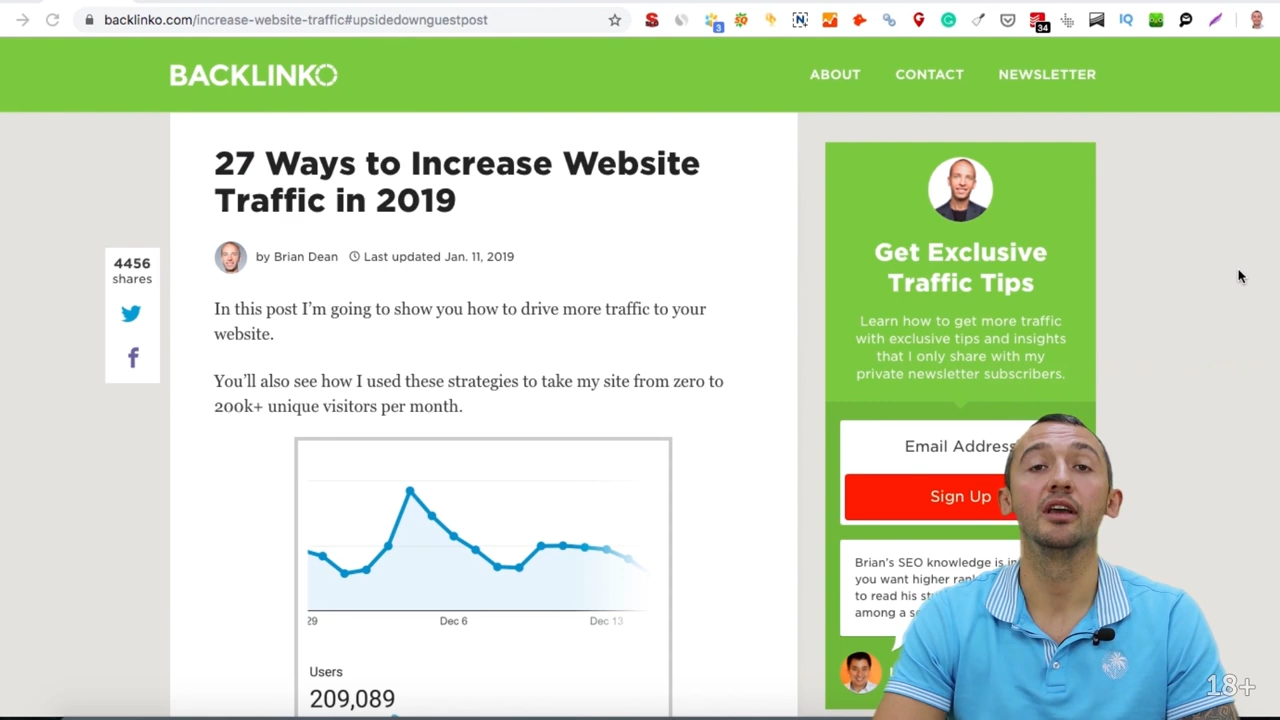 backlinko.com/increase-website-traffic#upsidedownguestpost
3
34
IQ
BACKLINKO
ABOUT
CONTACT
NEWSLETTER
27 Ways to Increase Website
Traffic in 2019
by Brian Dean
Last updated Jan. 11, 2019
4456
shares
In this post I'm going to show you how to drive more traffic to your
website.
You'll also see how I used these strategies to take my site from zero to
200k+ unique visitors per month.
29
Dec 6
Dec 13
Users
209,089
Get Exclusive
Traffic Tips
Learn how to get more traffic
with exclusive tips and insights
that I only share with my
private newsletter subscribers.
Email Address
Sign Up
Brian's SEO knowledge is
you want higher
to read his
among a
18+